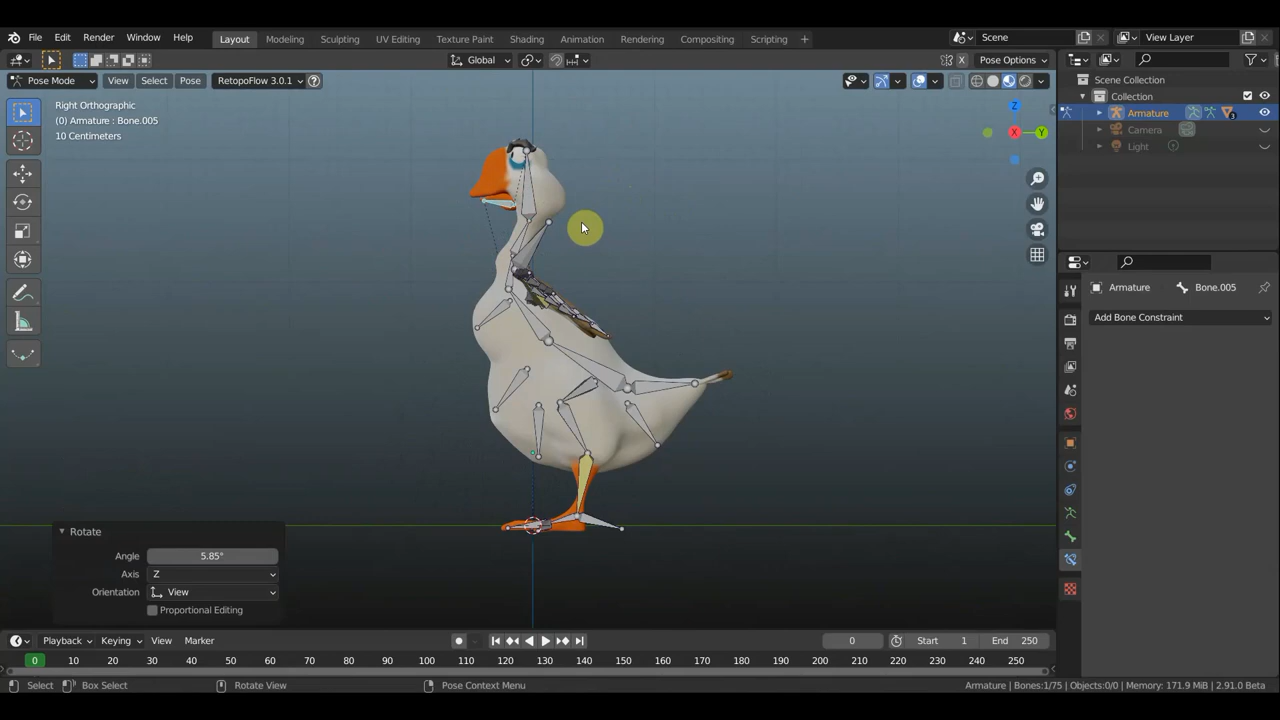 File Edit Render Window Help Layout Modeling Sculpting UV Editing Texture Paint Shading Animation Rendering Compositing Scripting + Scene View Layer
Global Pose Options
Pose Mode View Select Pose RetopoFlow 3.0.1 ?
Right Orthographic
(0) Armature : Bone.005
10 Centimeters
Z
X
Y
Scene Collection
Collection
Armature 3
Camera
Light
Armature Bone.005
Add Bone Constraint
Rotate
Angle 5.85°
Axis Z
Orientation View
Proportional Editing
Playback Keying View Marker 0 Start 1 End 250
0 10 20 30 40 50 60 70 80 90 100 110 120 130 140 150 160 170 180 190 200 210 220 230 240 250
Select Box Select Rotate View Pose Context Menu Armature | Bones:1/75 | Objects:0/0 | Memory: 171.9 MiB | 2.91.0 Beta